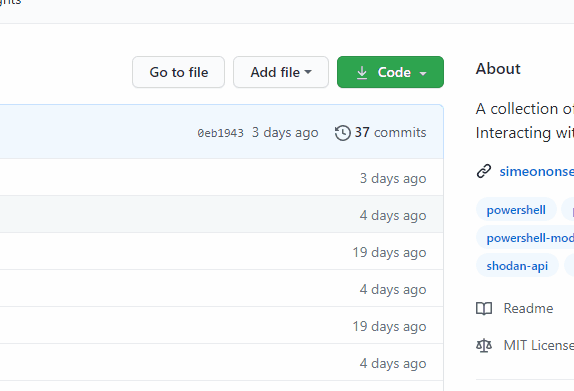 Go to file
Add file
Code
0eb1943 3 days ago 37 commits
3 days ago
4 days ago
19 days ago
4 days ago
19 days ago
4 days ago
About
A collection of
Interacting wit
simeononse
powershell
powershell-mod
shodan-api
Readme
MIT License